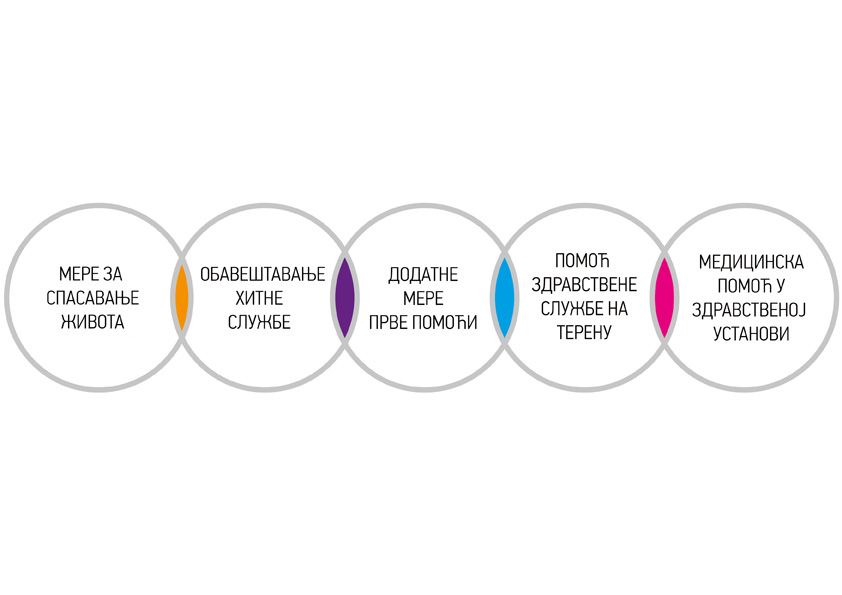 МЕРЕ ЗА
СПАСАВАЊЕ
ЖИВОТА
ОБАВЕШТАВАЊЕ
ХИТНЕ
СЛУЖБЕ
ДОДАТНЕ
МЕРЕ
ПРВЕ ПОМОЋИ
ПОМОЋ
ЗДРАВСТВЕНЕ
СЛУЖБЕ НА
ТЕРЕНУ
МЕДИЦИНСКА
ПОМОЋ У
ЗДРАВСТВЕНОЈ
УСТАНОВИ